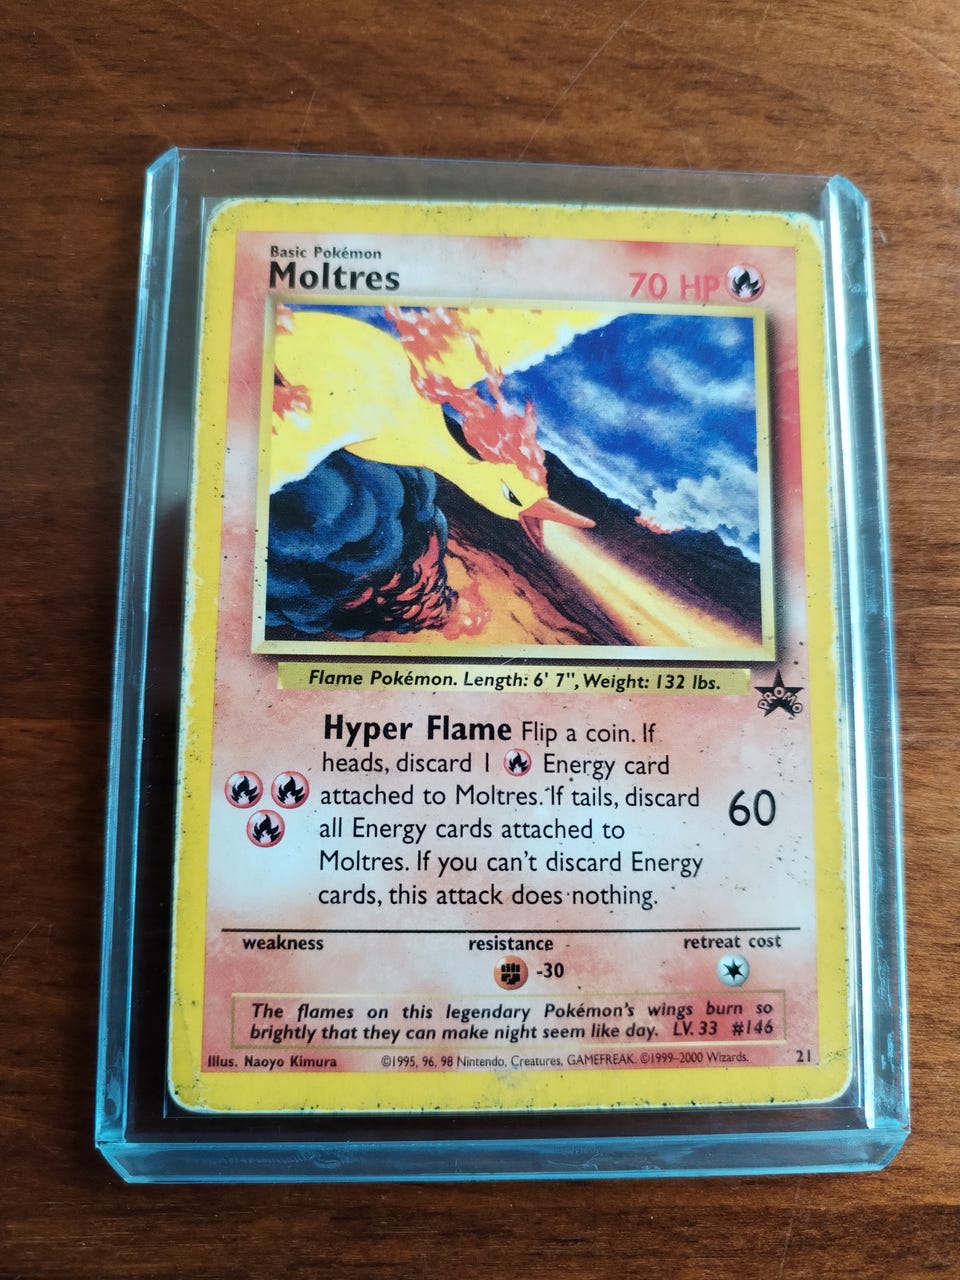 Basic Pokémon
Moltres
70 HP
Flame Pokémon. Length: 6' 7", Weight: 132 lbs.
PROMO
Hyper Flame Flip a coin. If
heads, discard 1 Energy card
attached to Moltres. If tails, discard
all Energy cards attached to
Moltres. If you can't discard Energy
cards, this attack does nothing.
60
weakness resistance retreat cost
-30
The flames on this legendary Pokémon's wings burn so
brightly that they can make night seem like day. LV. 33 #146
Illus. Naoyo Kimura ©1995, 96, 98 Nintendo, Creatures, GAMEFREAK. ©1999–2000 Wizards. 21